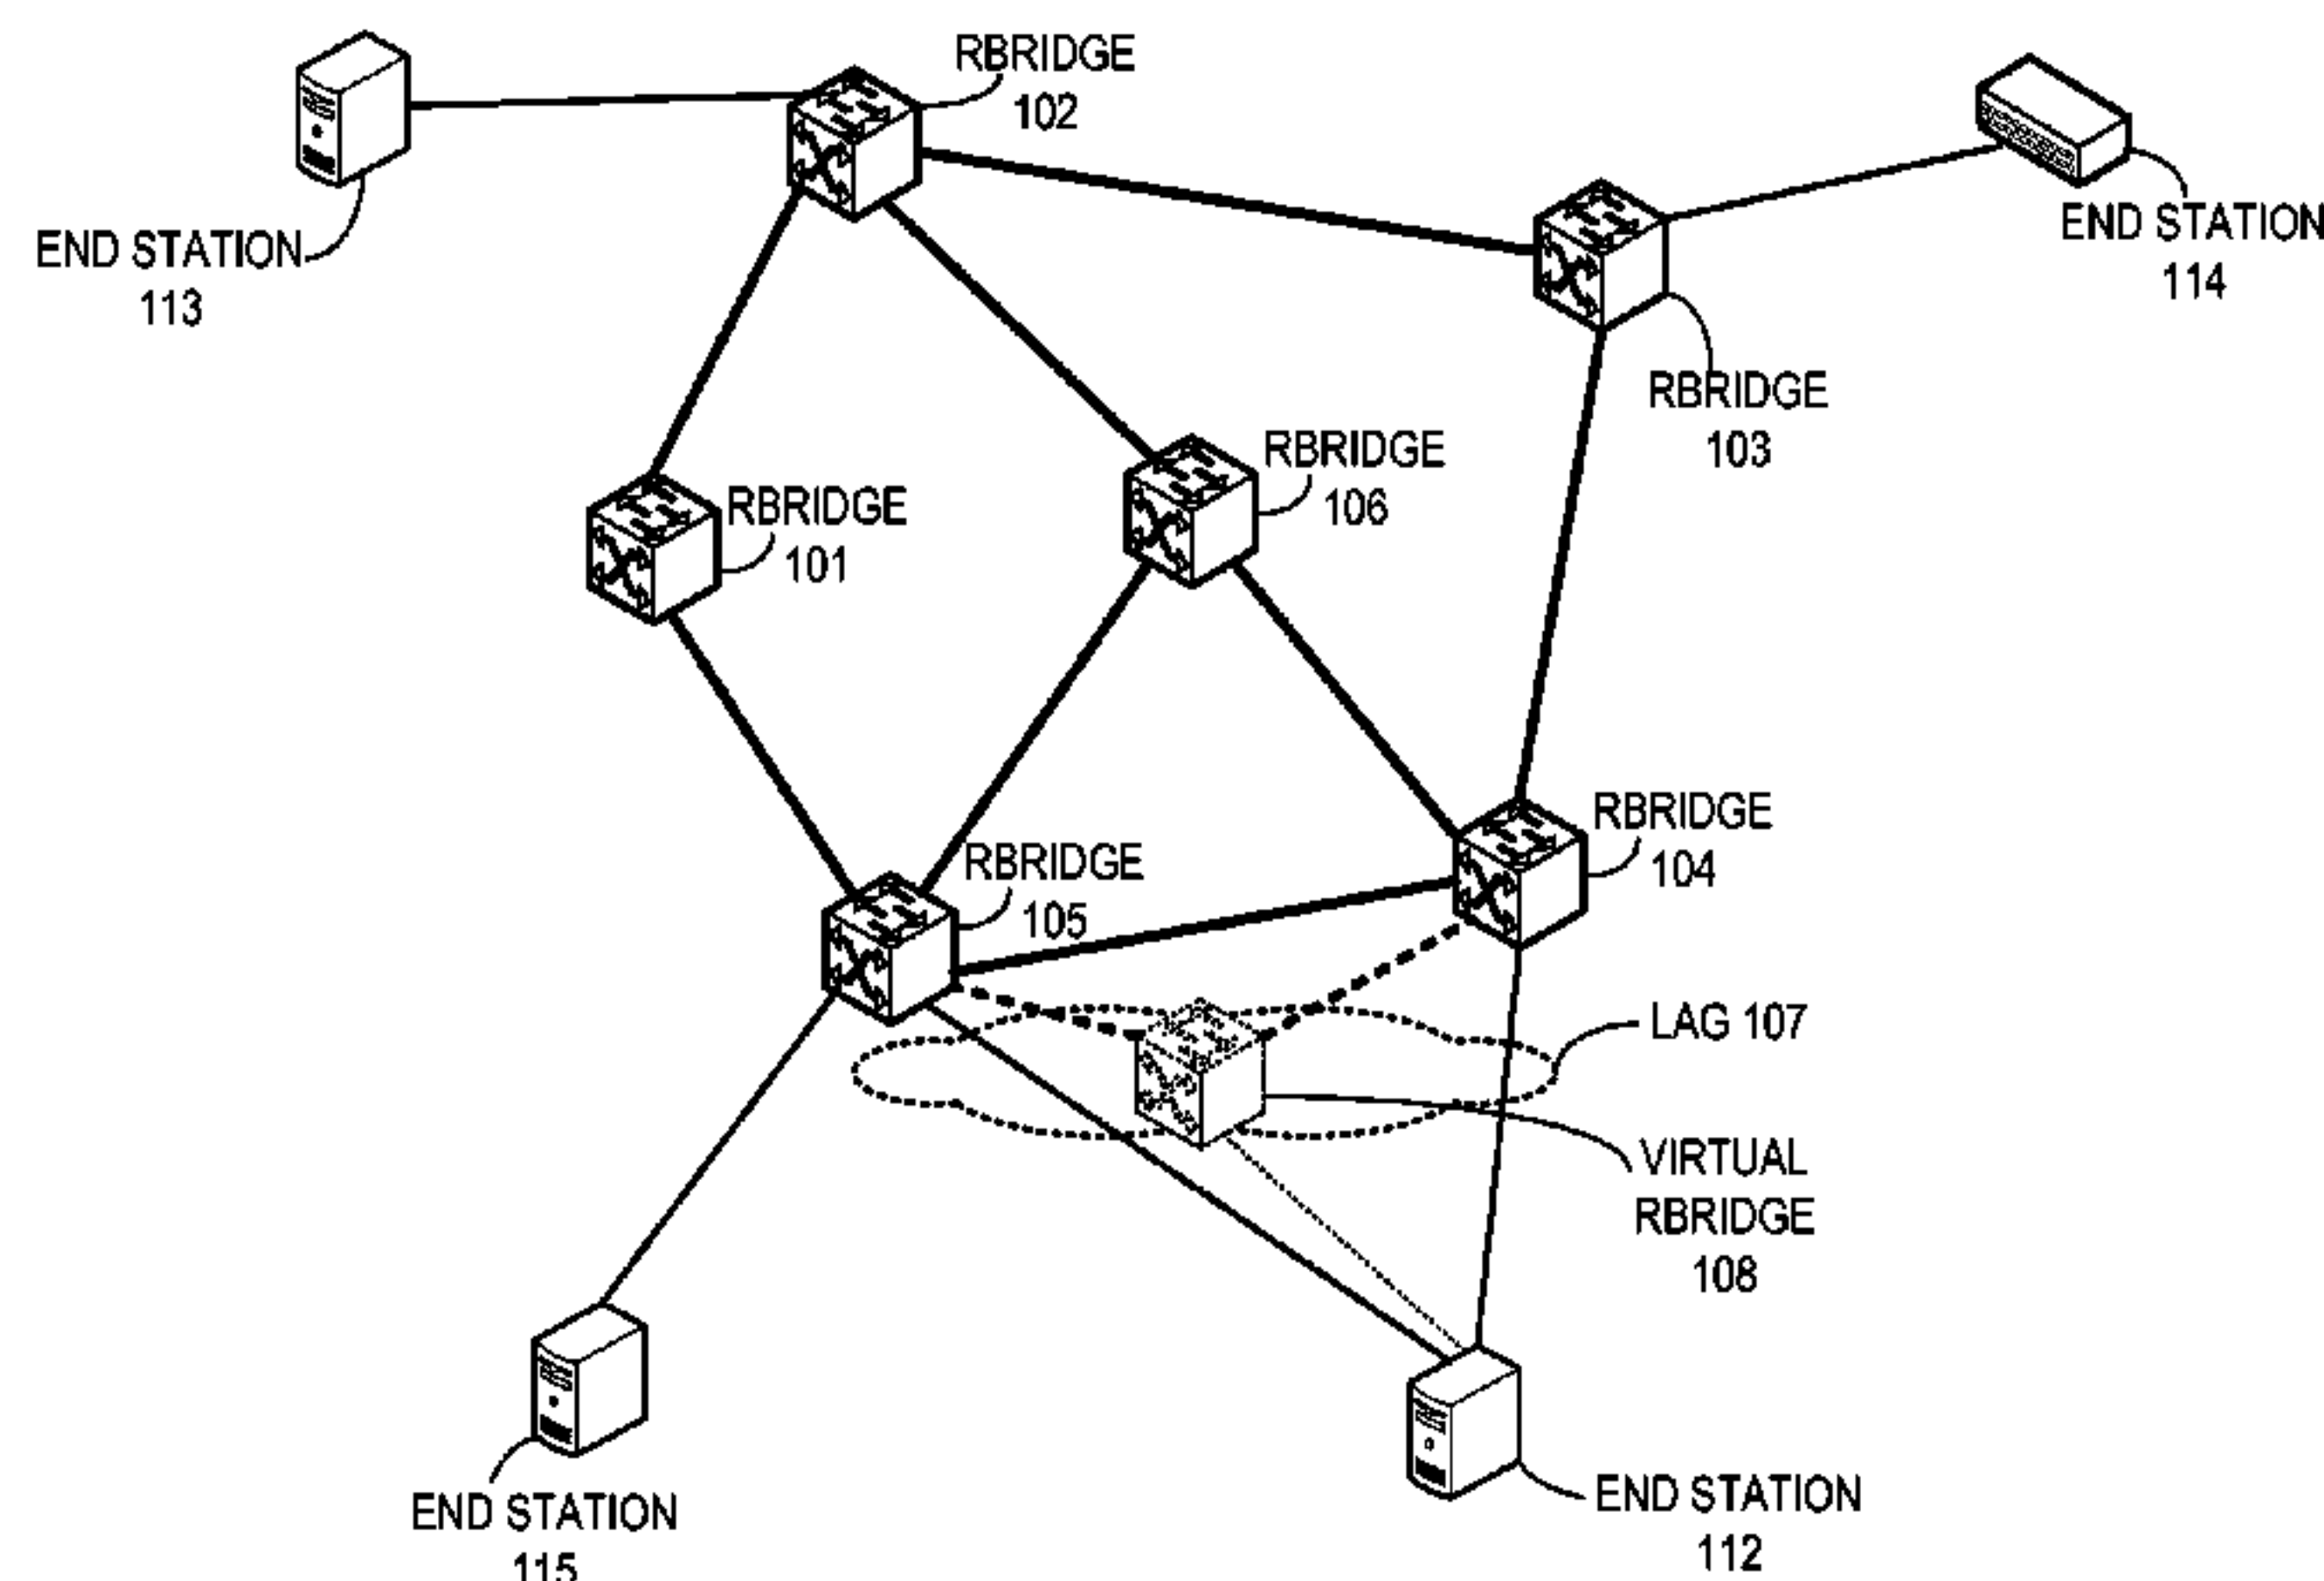 RBRIDGE
102
END STATION
113
END STATION
114
RBRIDGE
103
RBRIDGE
106
RBRIDGE
101
RBRIDGE
104
RBRIDGE
105
LAG 107
VIRTUAL
RBRIDGE
108
END STATION
115
END STATION
112